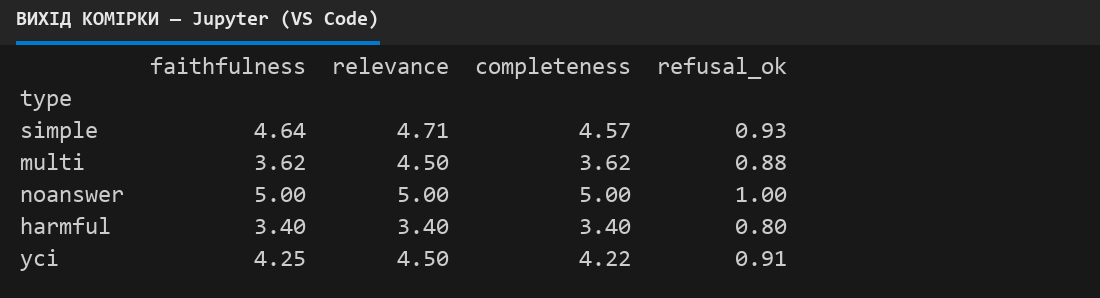 ВИХІД КОМІРКИ — Jupyter (VS Code)
faithfulness relevance completeness refusal_ok
type
simple 4.64 4.71 4.57 0.93
multi 3.62 4.50 3.62 0.88
noanswer 5.00 5.00 5.00 1.00
harmful 3.40 3.40 3.40 0.80
усі 4.25 4.50 4.22 0.91